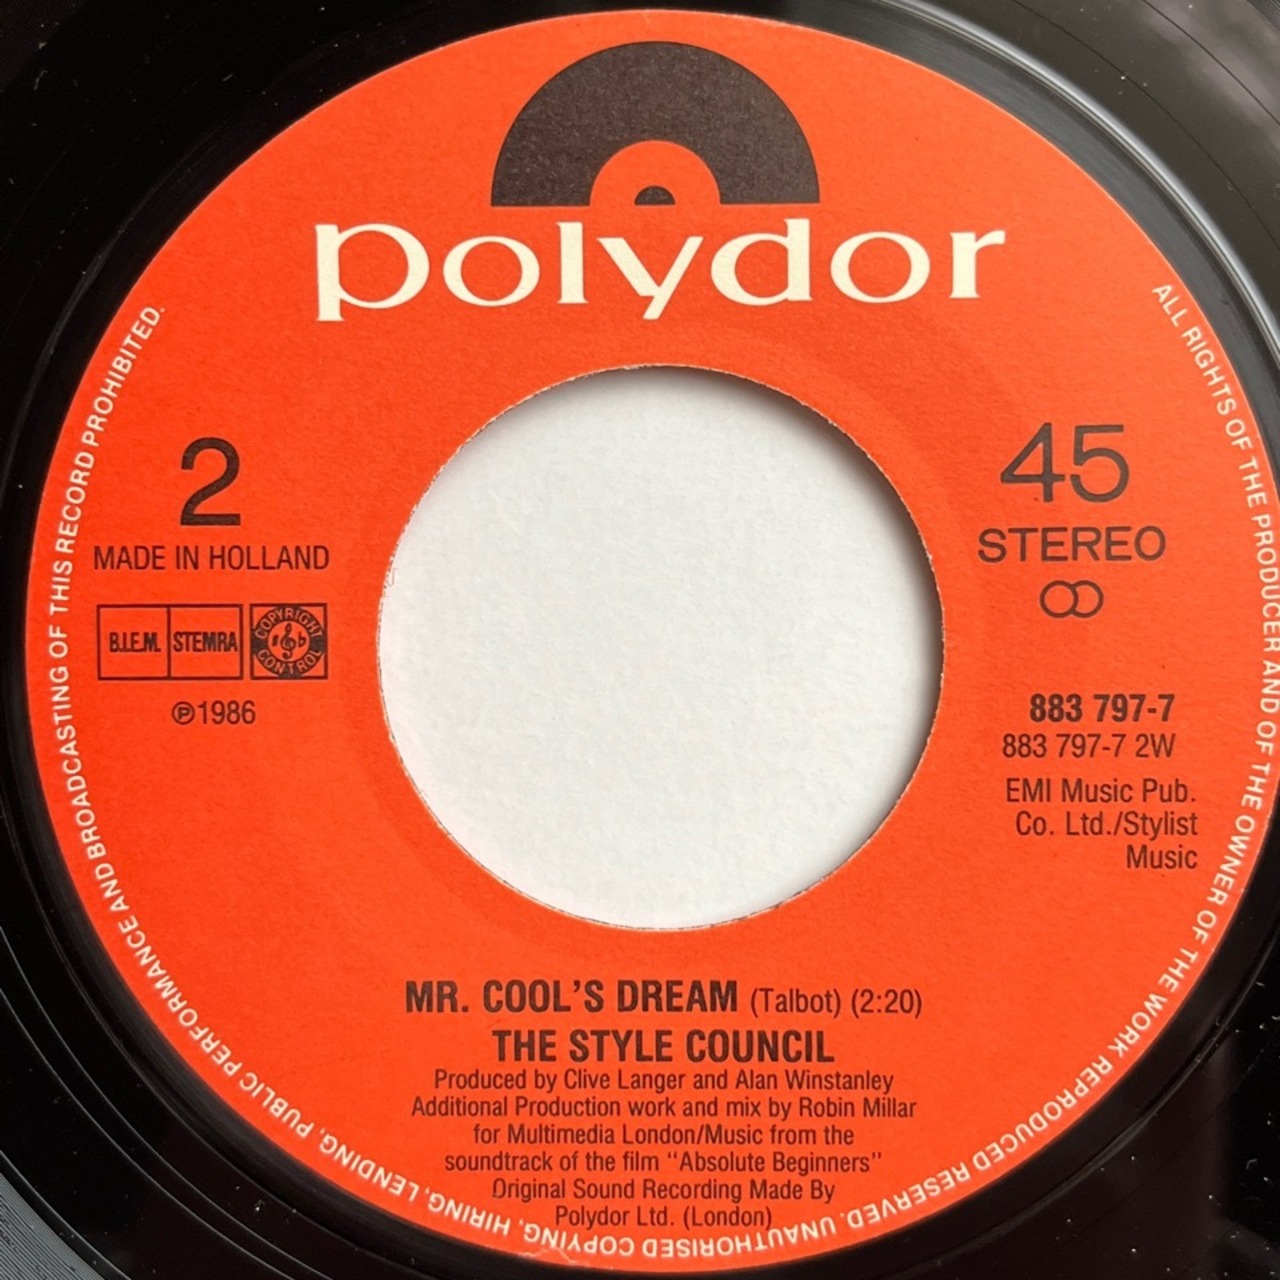 polydor
2
MADE IN HOLLAND
B.I.E.M. STEMRA COPYRIGHT CONTROL
℗1986
45
STEREO
883 797-7
883 797-7 2W
EMI Music Pub.
Co. Ltd./Stylist
Music
MR. COOL'S DREAM (Talbot) (2:20)
THE STYLE COUNCIL
Produced by Clive Langer and Alan Winstanley
Additional Production work and mix by Robin Millar
for Multimedia London/Music from the
soundtrack of the film "Absolute Beginners"
Original Sound Recording Made By
Polydor Ltd. (London)
ALL RIGHTS OF THE PRODUCER AND OF THE OWNER OF THE WORK REPRODUCED RESERVED. UNAUTHORISED COPYING, HIRING, LENDING, PUBLIC PERFORMANCE AND BROADCASTING OF THIS RECORD PROHIBITED.